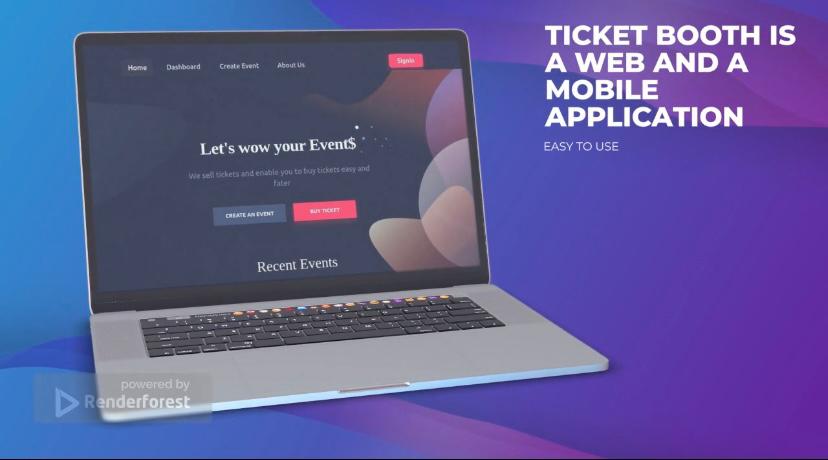 TICKET BOOTH IS
A WEB AND A
MOBILE
APPLICATION
EASY TO USE
Home Dashboard Create Event About Us SignIn
Let's wow your Event$
We sell tickets and enable you to buy tickets easy and
fater
CREATE AN EVENT BUY TICKET
Recent Events
powered by
Renderforest